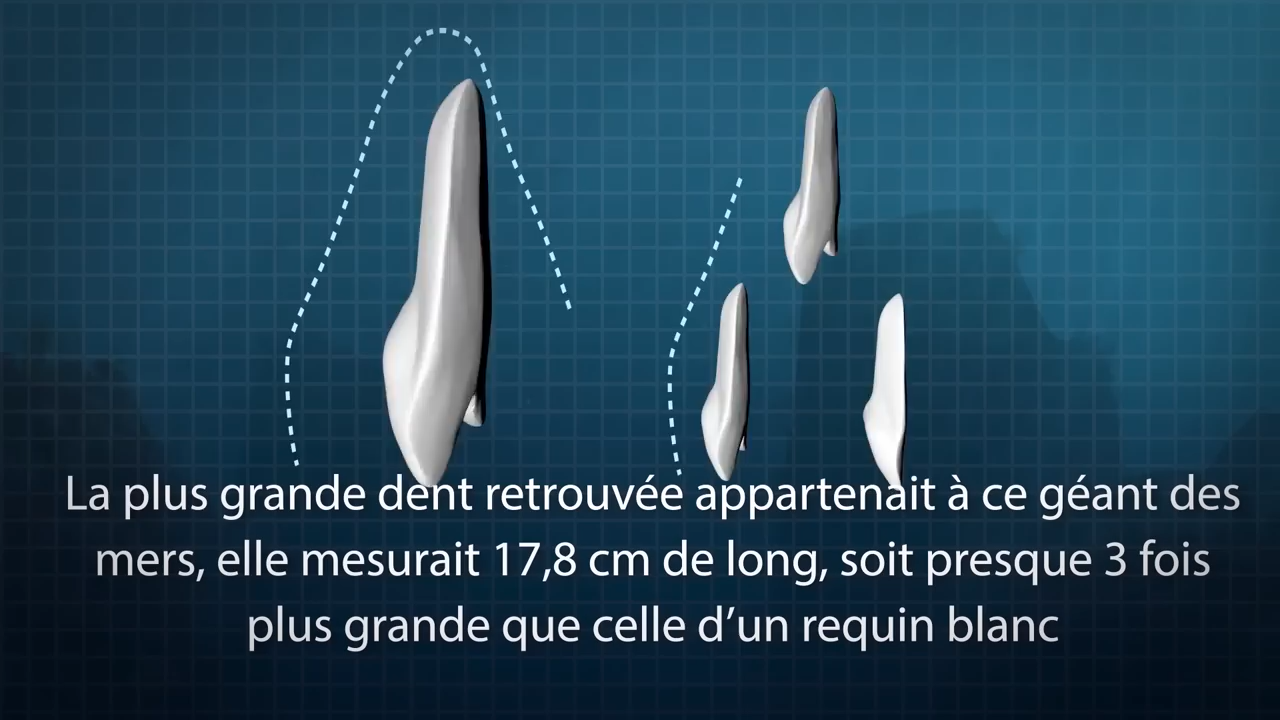 La plus grande dent retrouvée appartenait à ce géant des
mers, elle mesurait 17,8 cm de long, soit presque 3 fois
plus grande que celle d’un requin blanc